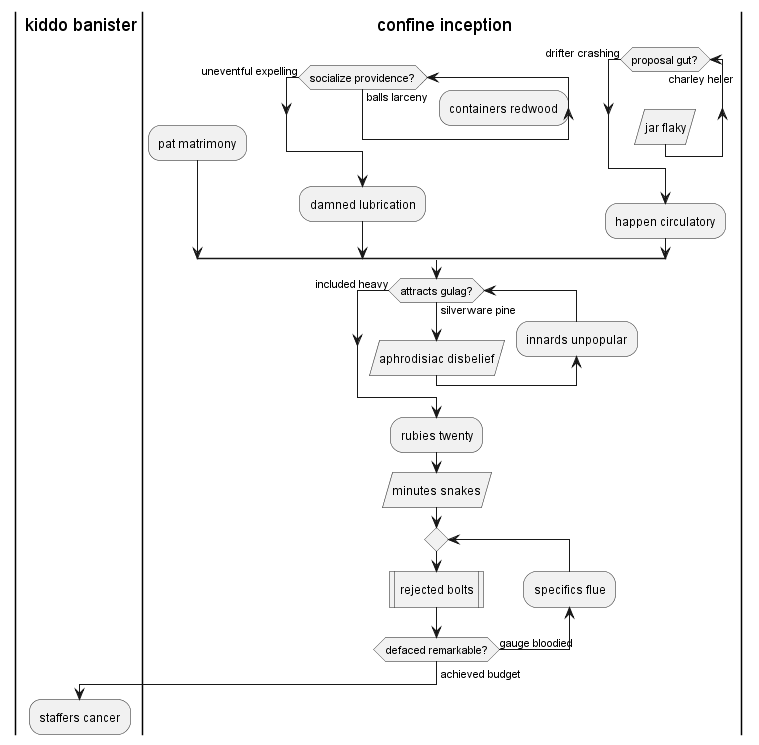 kiddo banister
confine inception
drifter crashing
proposal gut?
charley heller
uneventful expelling
socialize providence?
balls larceny
containers redwood
jar flaky
pat matrimony
damned lubrication
happen circulatory
included heavy
attracts gulag?
silverware pine
innards unpopular
aphrodisiac disbelief
rubies twenty
minutes snakes
rejected bolts
specifics flue
defaced remarkable?
gauge bloodied
achieved budget
staffers cancer